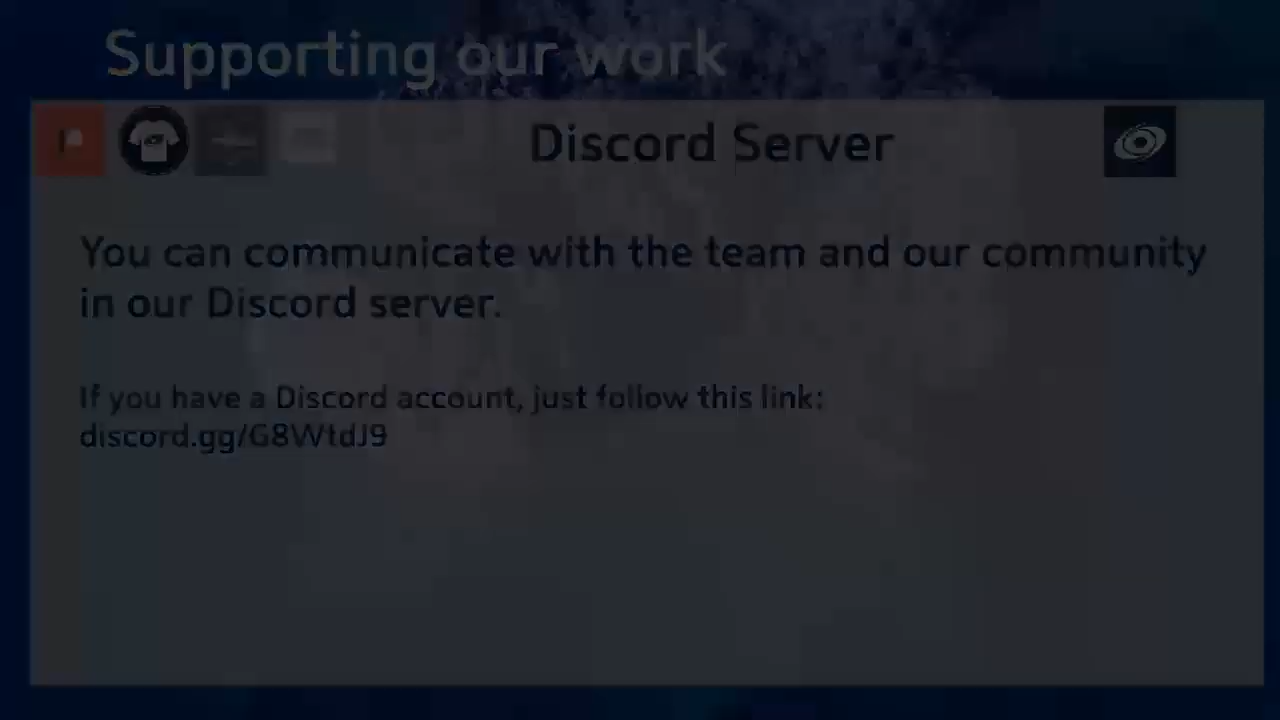 Supporting our work
Discord Server
You can communicate with the team and our community
in our Discord server.
If you have a Discord account, just follow this link:
discord.gg/G8WtdJ9